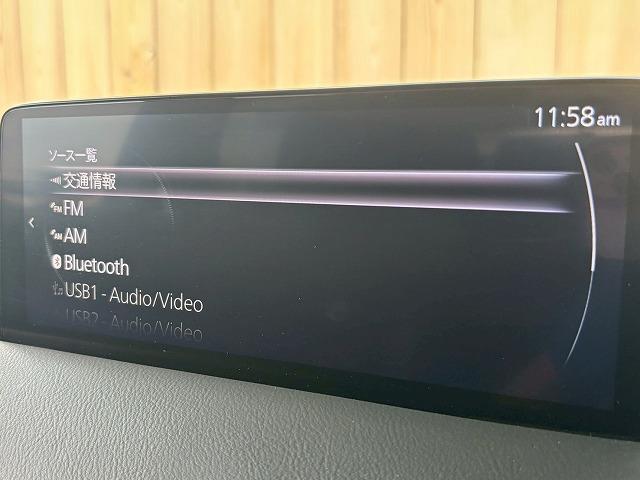 11:58am
ソース一覧
交通情報
FM
AM
Bluetooth
USB1 - Audio/Video
USB2 - Audio/Video